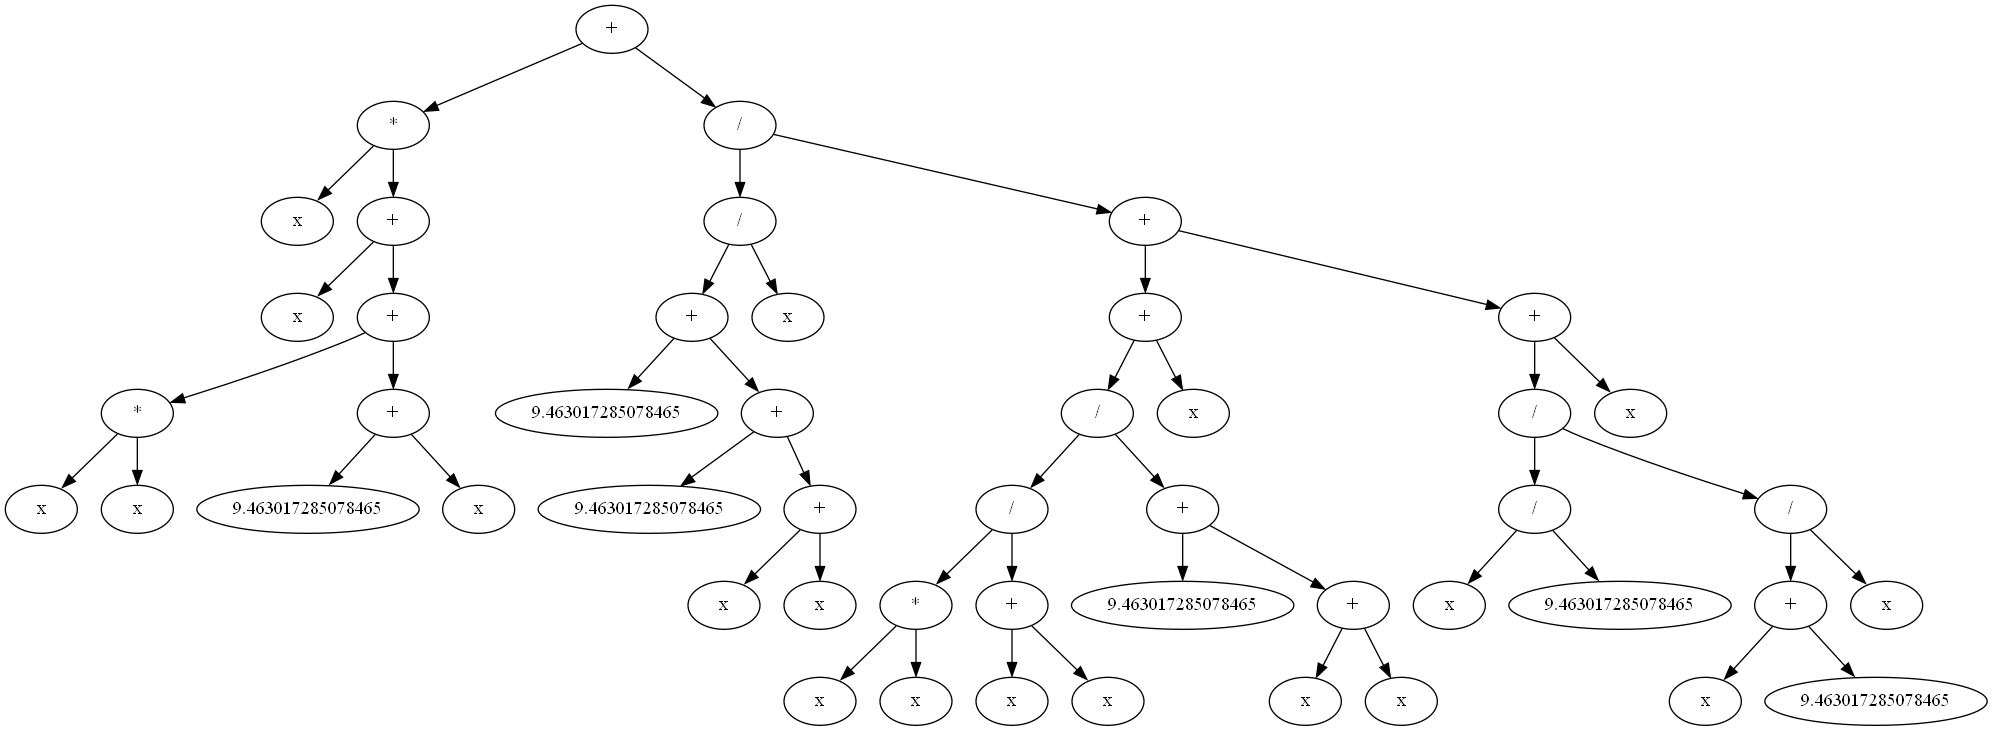 +
* /
x + / +
x + + x + +
* + 9.463017285078465 + / x / x
x x 9.463017285078465 x 9.463017285078465 + / + / /
x x * + 9.463017285078465 + x 9.463017285078465 + x
x x x x x x x 9.463017285078465